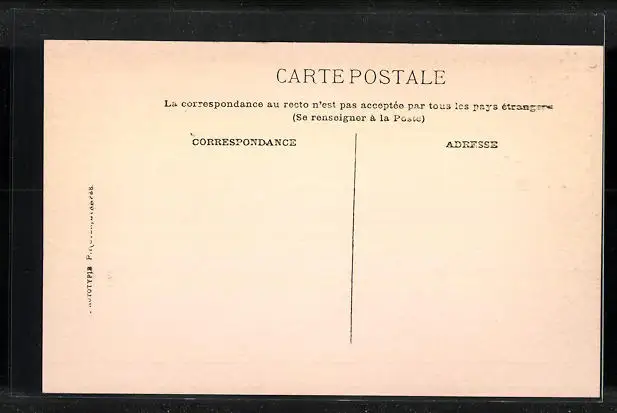 CARTE POSTALE
La correspondance au recto n'est pas acceptée par tous les pays étrangers
(Se renseigner à la Poste)
CORRESPONDANCE
ADRESSE